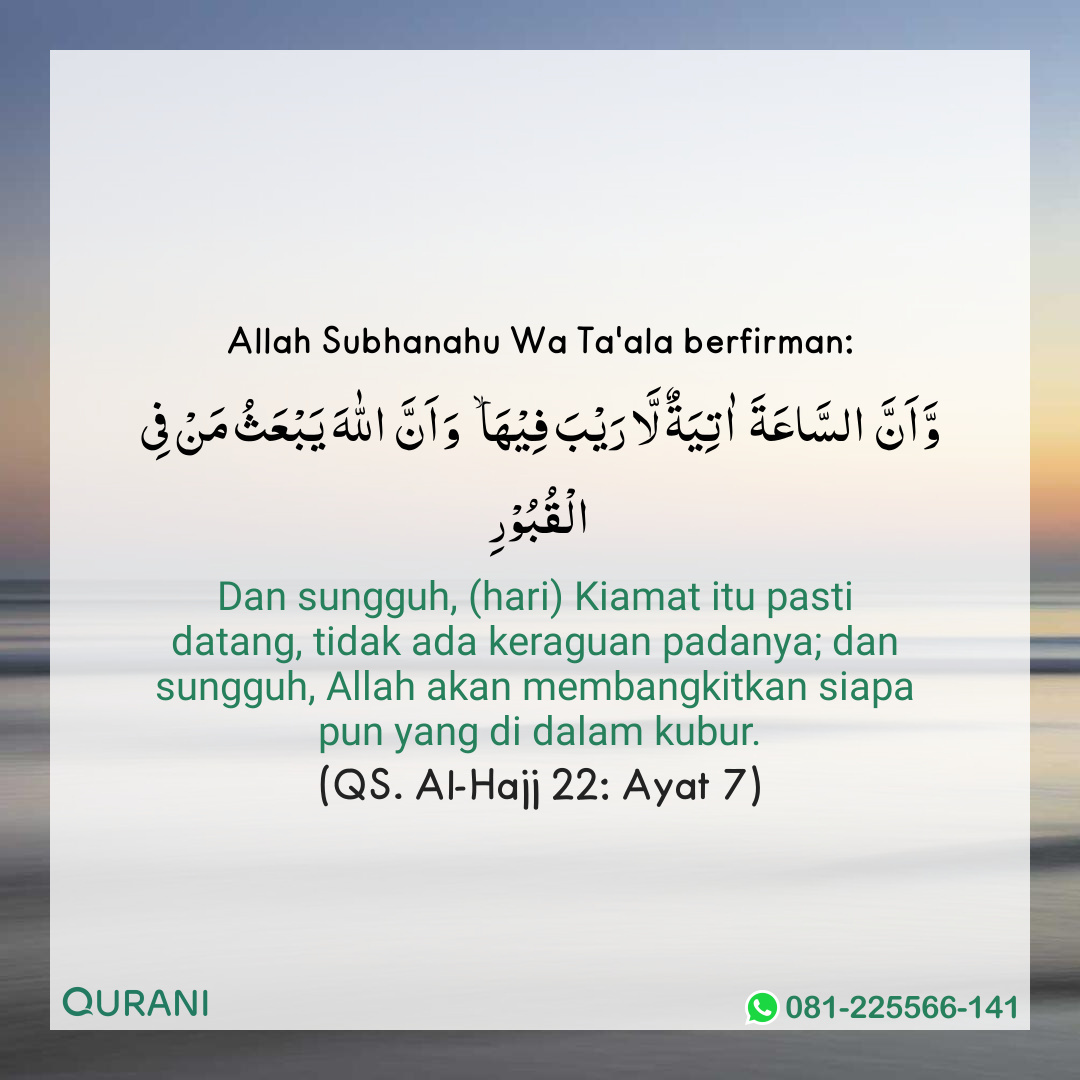 Allah Subhanahu Wa Ta'ala berfirman:
وَّاَنَّ السَّاعَةَ اٰتِيَةٌ لَّا رَيْبَ فِيْهَاۙ وَاَنَّ اللّٰهَ يَـبْعَثُ مَنْ فِى
الْقُبُوْرِ
Dan sungguh, (hari) Kiamat itu pasti
datang, tidak ada keraguan padanya; dan
sungguh, Allah akan membangkitkan siapa
pun yang di dalam kubur.
(QS. Al-Hajj 22: Ayat 7)
QURANI
081-225566-141